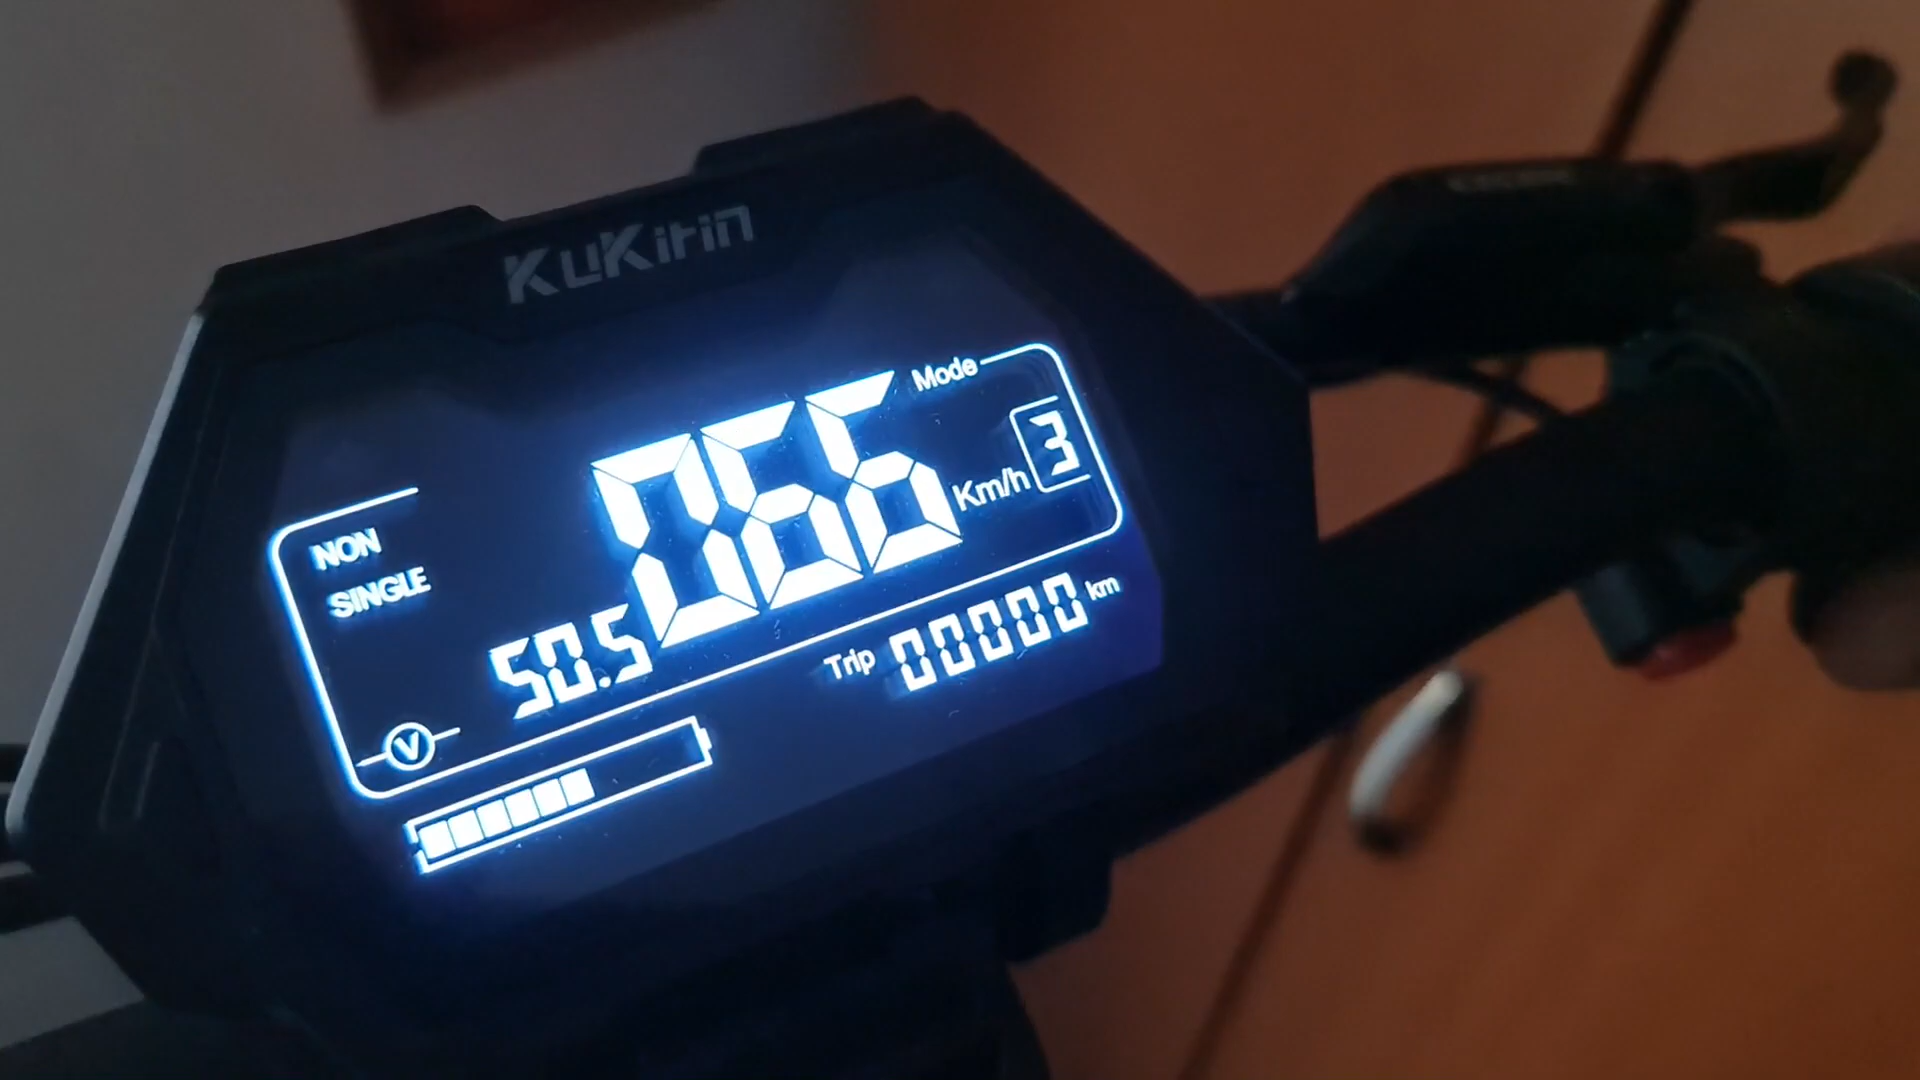 KuKirin
Mode
3
066 Km/h
NON
SINGLE
50.5
V
Trip 00000 km